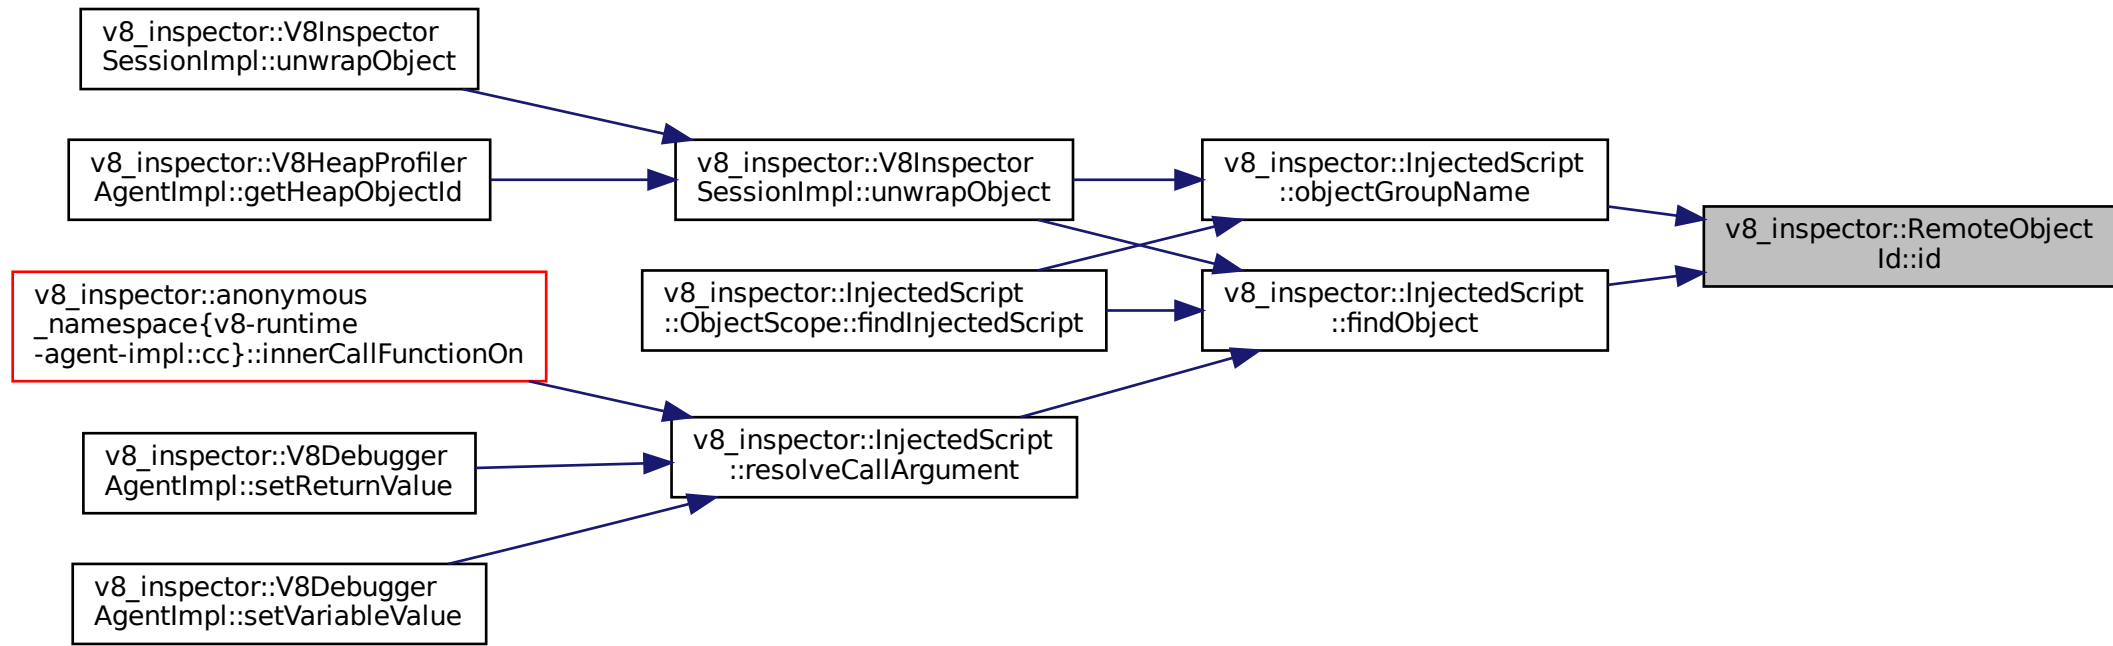 v8_inspector::V8Inspector
SessionImpl::unwrapObject
v8_inspector::V8HeapProfiler
AgentImpl::getHeapObjectId
v8_inspector::anonymous
_namespace{v8-runtime
-agent-impl::cc}::innerCallFunctionOn
v8_inspector::V8Debugger
AgentImpl::setReturnValue
v8_inspector::V8Debugger
AgentImpl::setVariableValue
v8_inspector::V8Inspector
SessionImpl::unwrapObject
v8_inspector::InjectedScript
::ObjectScope::findInjectedScript
v8_inspector::InjectedScript
::resolveCallArgument
v8_inspector::InjectedScript
::objectGroupName
v8_inspector::InjectedScript
::findObject
v8_inspector::RemoteObject
Id::id